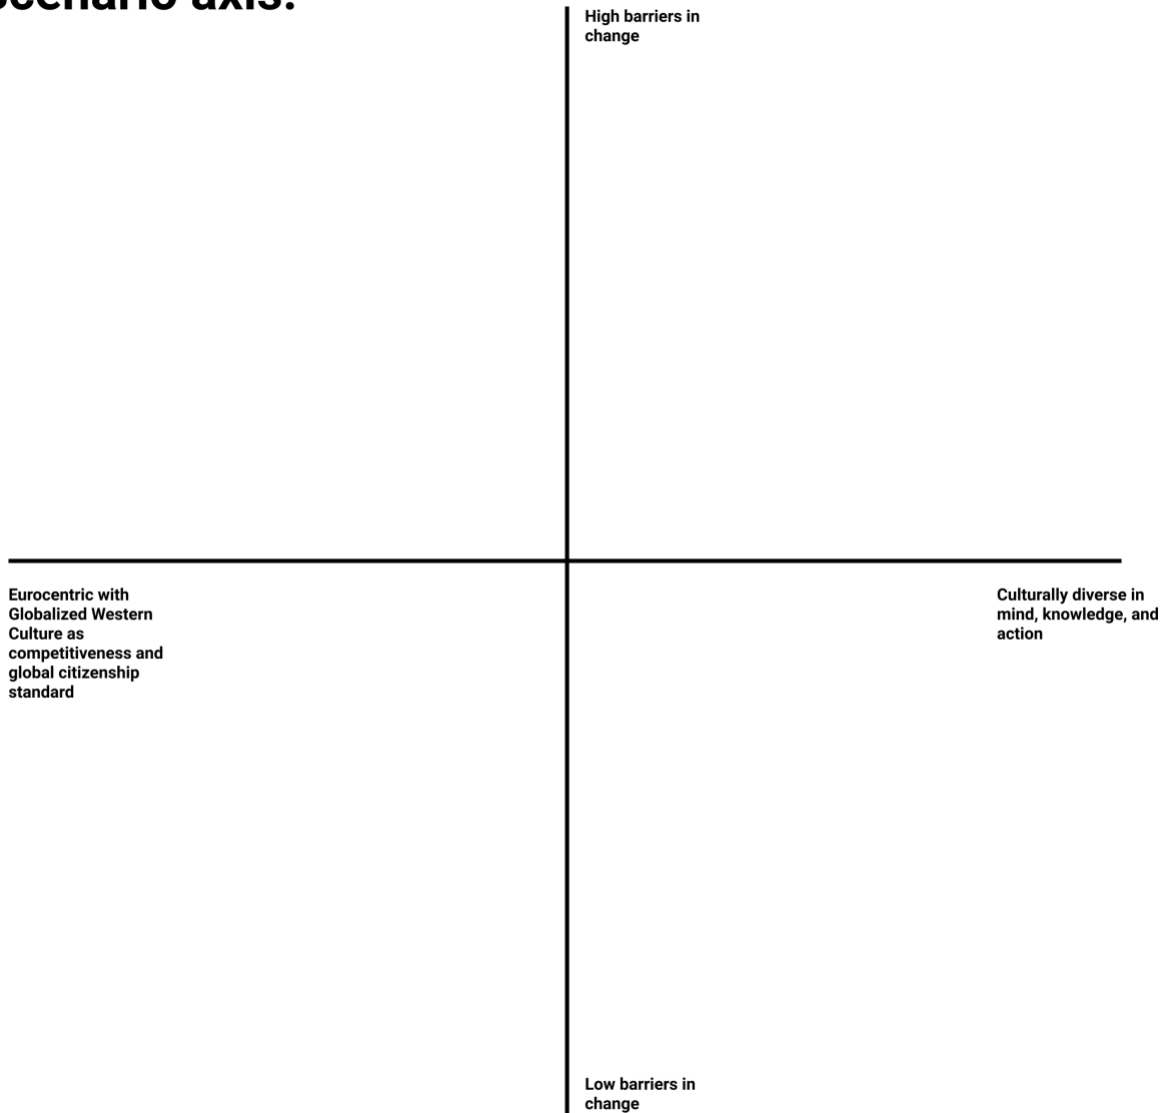 scenario axis:
High barriers in
change
Eurocentric with
Globalized Western
Culture as
competitiveness and
global citizenship
standard
Culturally diverse in
mind, knowledge, and
action
Low barriers in
change